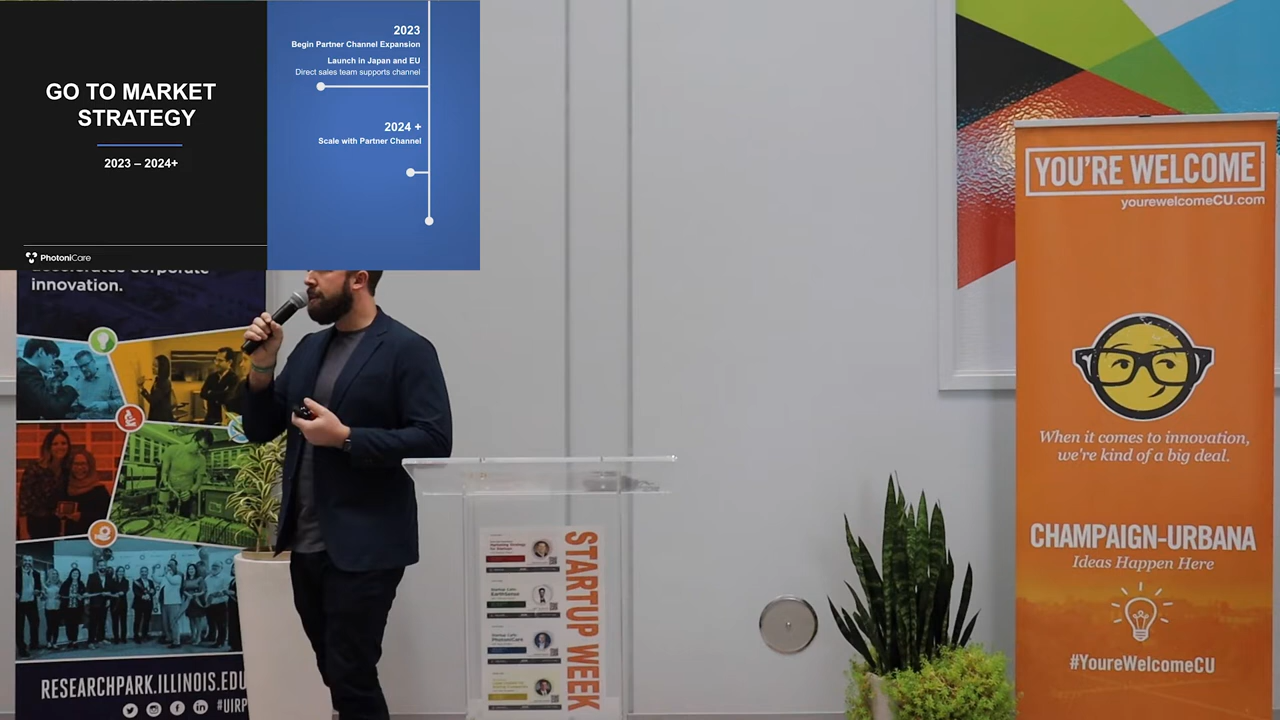 GO TO MARKET
STRATEGY
2023 – 2024+
PhotoniCare
2023
Begin Partner Channel Expansion
Launch in Japan and EU
Direct sales team supports channel
2024 +
Scale with Partner Channel
accelerates corporate
innovation.
RESEARCHPARK.ILLINOIS.EDU
#UIRP
STARTUP WEEK
YOU'RE WELCOME
yourewelcomeCU.com
When it comes to innovation,
we're kind of a big deal.
CHAMPAIGN-URBANA
Ideas Happen Here
#YoureWelcomeCU